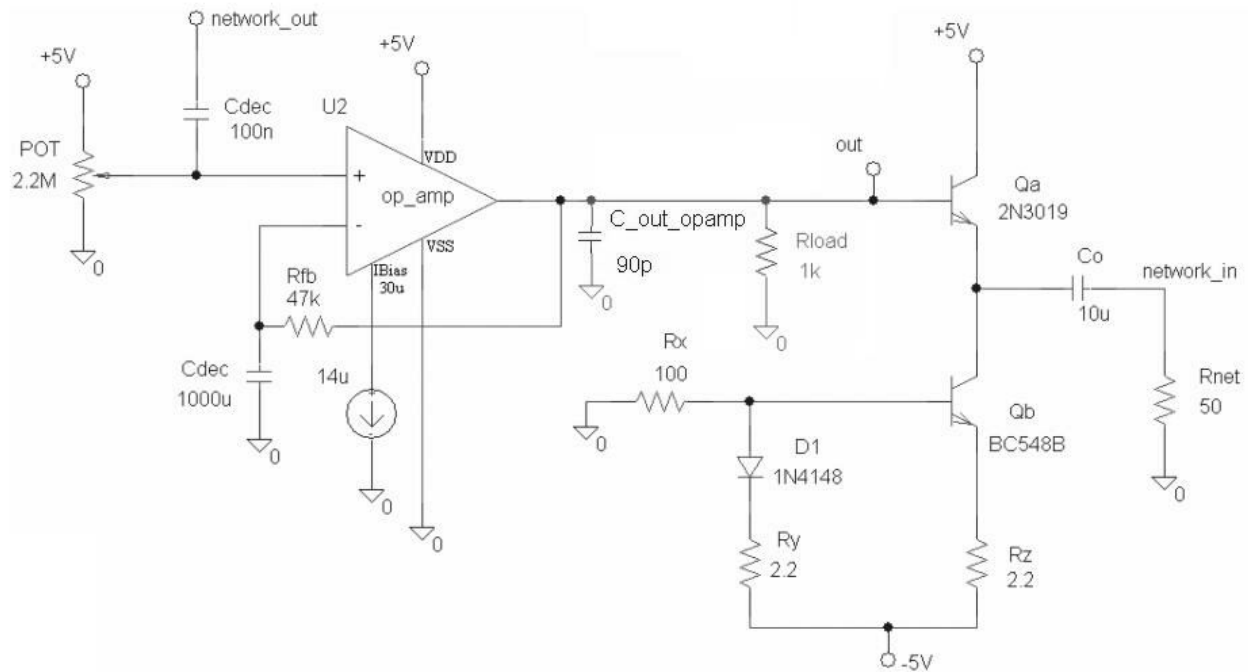 network_out
+5V
+5V
+5V
Cdec
100n
U2
POT
2.2M
VDD
out
+
op_amp
-
Qa
2N3019
C_out_opamp
90p
VSS
IBias
30u
Rload
1k
Co
10u
network_in
0
0
0
Rfb
47k
Rx
100
Cdec
1000u
14u
Rnet
50
Qb
BC548B
0
D1
1N4148
0
0
0
0
Ry
2.2
Rz
2.2
-5V